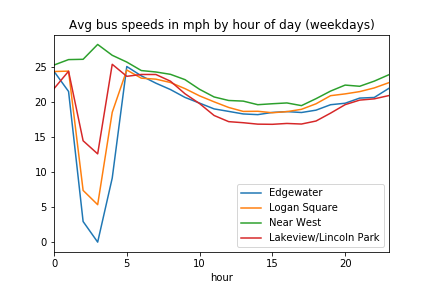 Avg bus speeds in mph by hour of day (weekdays)
25
20
15
10
5
0
Edgewater
Logan Square
Near West
Lakeview/Lincoln Park
0 5 10 15 20
hour